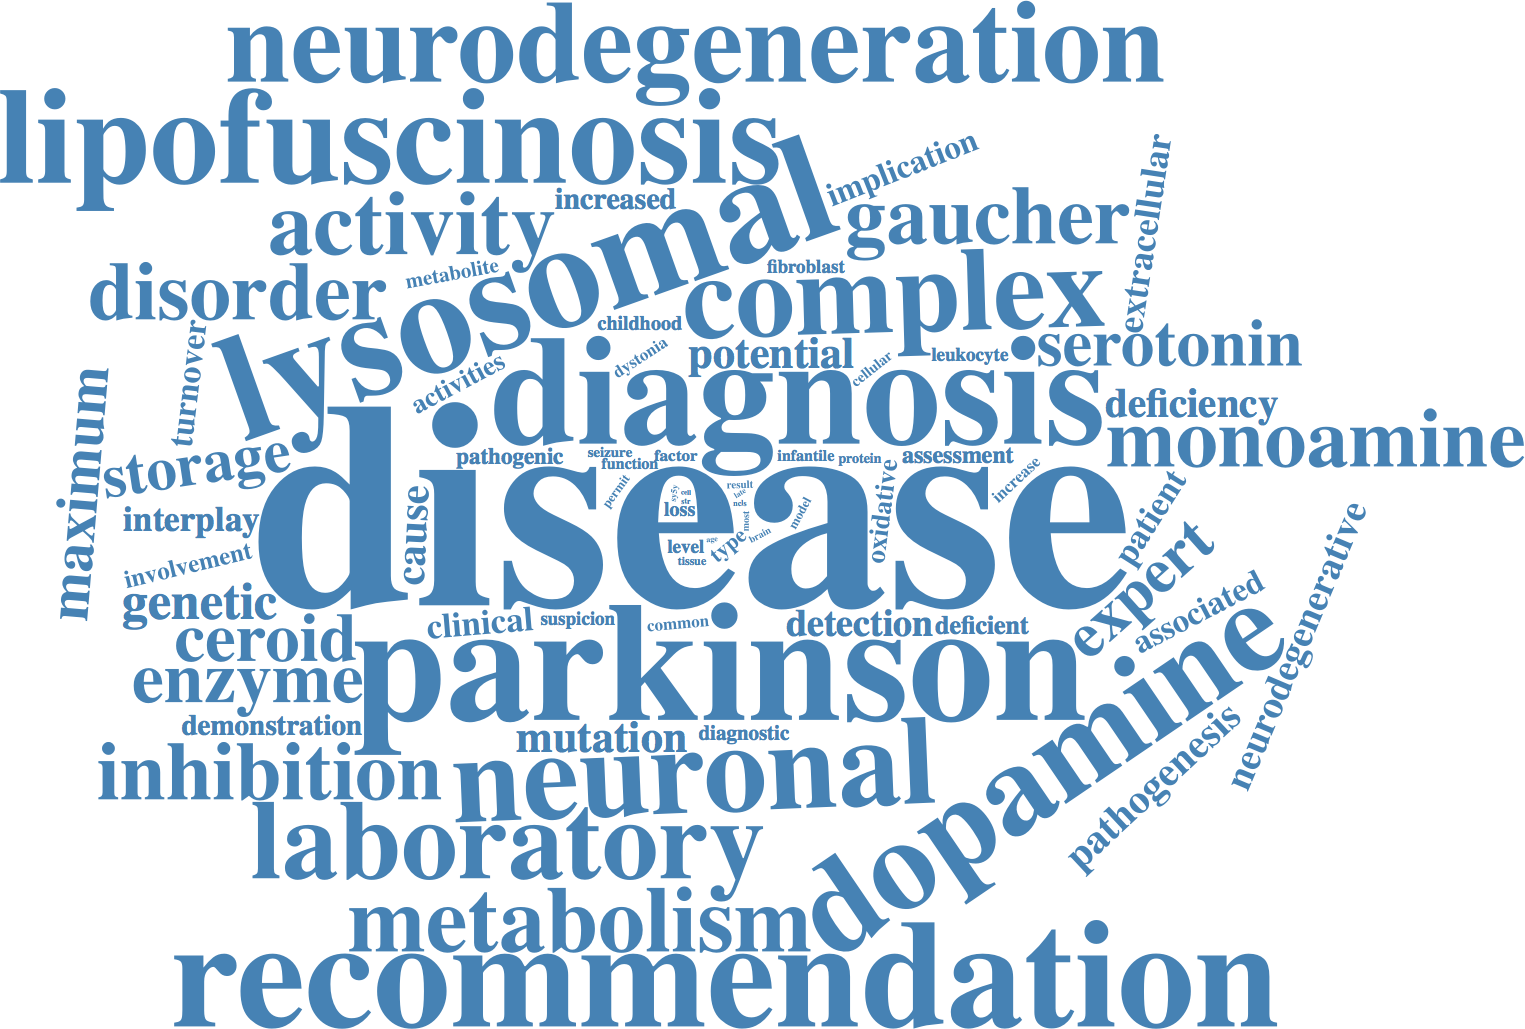 neurodegeneration
lipofuscinosis
implication
extracellular
increased
activity
lysosomal
gaucher
metabolite
fibroblast
disorder
complex
childhood
turnover
serotonin
potential
leukocyte
dystonia
cellular
activities
diagnosis
deficiency
maximum
monoamine
storage
pathogenic
seizure
function
factor
infantile
protein
assessment
disease
increase
permit
result
late
sy5y
cell
str
nels
loss
most
model
brain
oxidative
cause
patient
interplay
level
age
type
tissue
involvement
expert
neurodegenerative
genetic
associated
clinical
suspicion
common
detection
deficient
ceroid
parkinson
enzyme
dopamine
demonstration
mutation
diagnostic
pathogenesis
inhibition
neuronal
laboratory
metabolism
recommendation